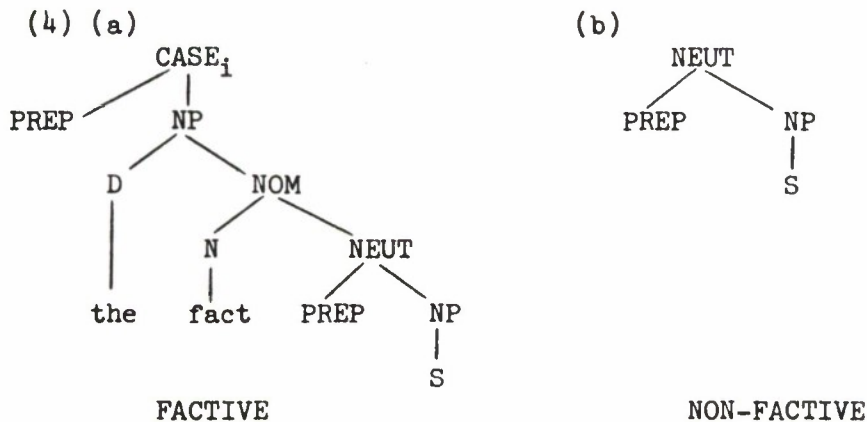 (4) (a) (b)
CASEi NEUT
PREP NP PREP NP
D NOM S
N NEUT
the fact PREP NP
S
FACTIVE NON-FACTIVE